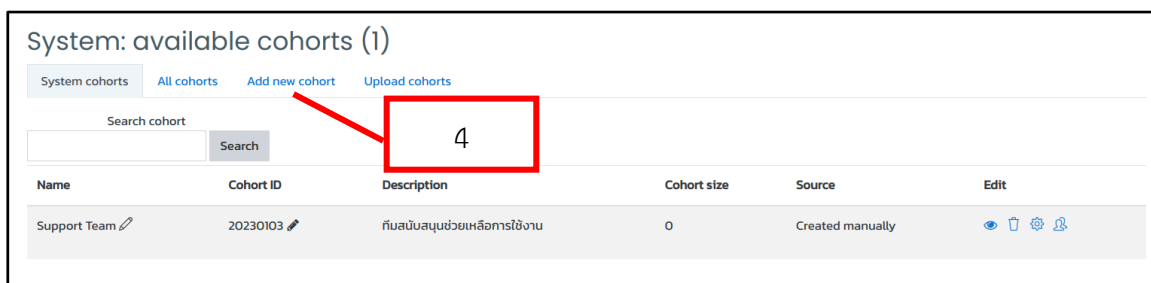 System: available cohorts (1)
System cohorts All cohorts Add new cohort Upload cohorts
Search cohort
Search
4
Name Cohort ID Description Cohort size Source Edit
Support Team 20230103 ทีมสนับสนุนช่วยเหลือการใช้งาน 0 Created manually